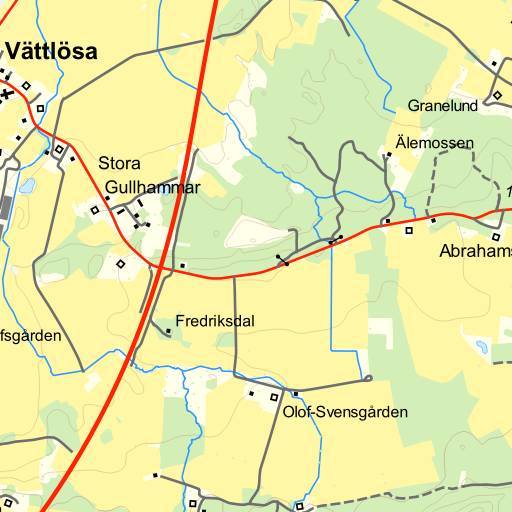 Vättlösa
Granelund
Älemossen
Stora
Gullhammar
Abrahams
Fredriksdal
fsgården
Olof-Svensgården